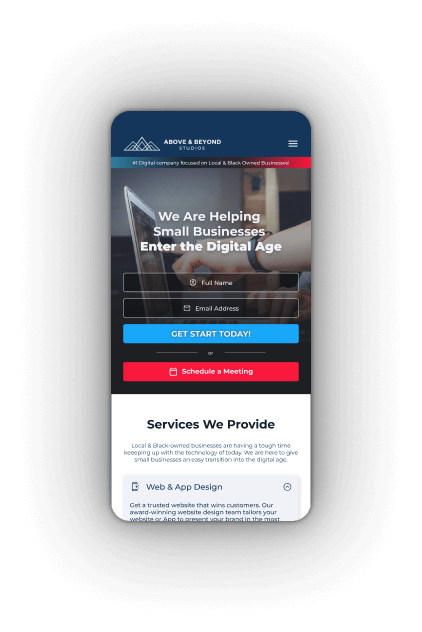 ABOVE & BEYOND
STUDIOS
#1 Digital company focused on Local & Black Owned Businesses!
We Are Helping
Small Businesses
Enter the Digital Age
Full Name
Email Address
GET START TODAY!
or
Schedule a Meeting
Services We Provide
Local & Black-owned businesses are having a tough time
keeeping up with the technology of today. We are here to give
small businesses an easy transition into the digital age.
Web & App Design
Get a trusted website that wins customers. Our
award-winning website design team tailors your
website or App to present your brand in the most